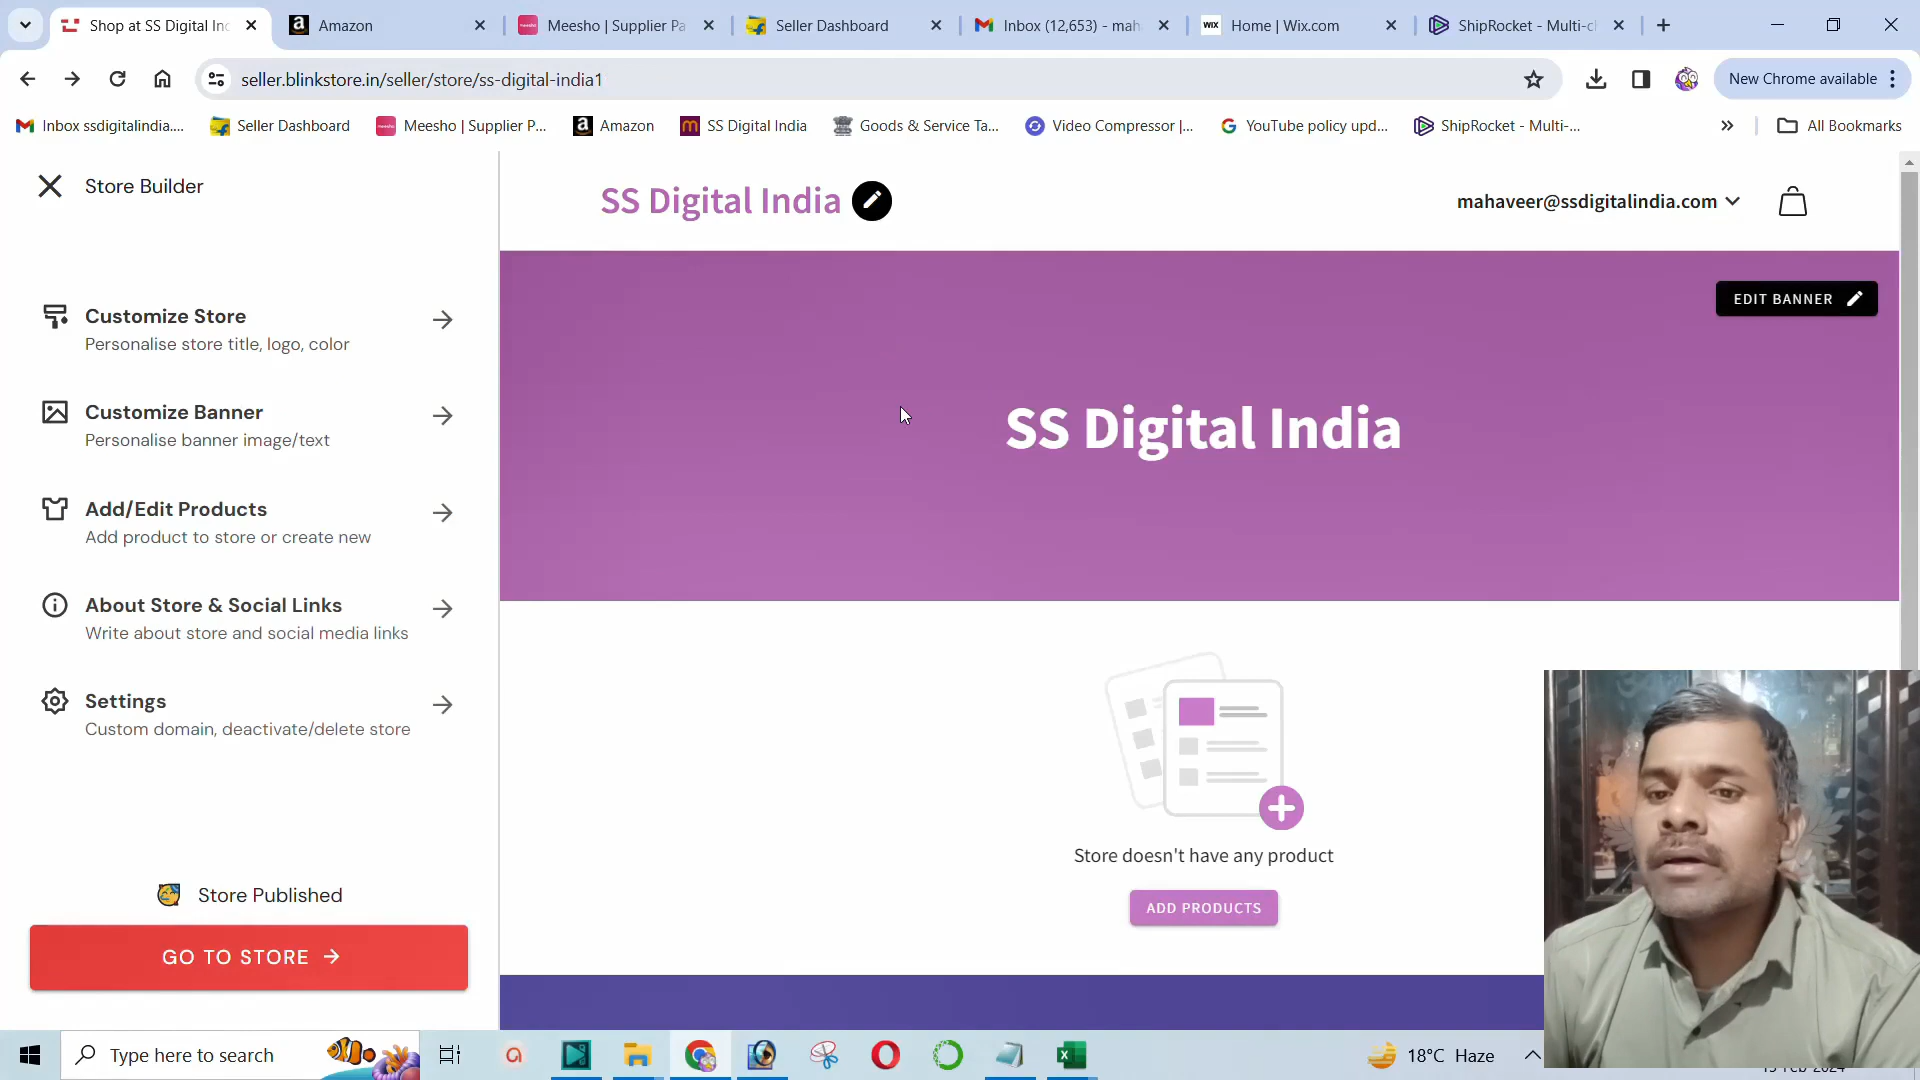 Shop at SS Digital Inc
Amazon
Meesho | Supplier Pa
Seller Dashboard
Inbox (12,653) - mah
WIX Home | Wix.com
ShipRocket - Multi-cl
seller.blinkstore.in/seller/store/ss-digital-india1
New Chrome available
Inbox ssdigitalindia....
Seller Dashboard
Meesho | Supplier P...
Amazon
SS Digital India
Goods & Service Ta...
Video Compressor |...
YouTube policy upd...
ShipRocket - Multi-...
All Bookmarks
Store Builder
Customize Store
Personalise store title, logo, color
Customize Banner
Personalise banner image/text
Add/Edit Products
Add product to store or create new
About Store & Social Links
Write about store and social media links
Settings
Custom domain, deactivate/delete store
Store Published
GO TO STORE
SS Digital India
mahaveer@ssdigitalindia.com
EDIT BANNER
SS Digital India
Store doesn't have any product
ADD PRODUCTS
Type here to search
18°C Haze